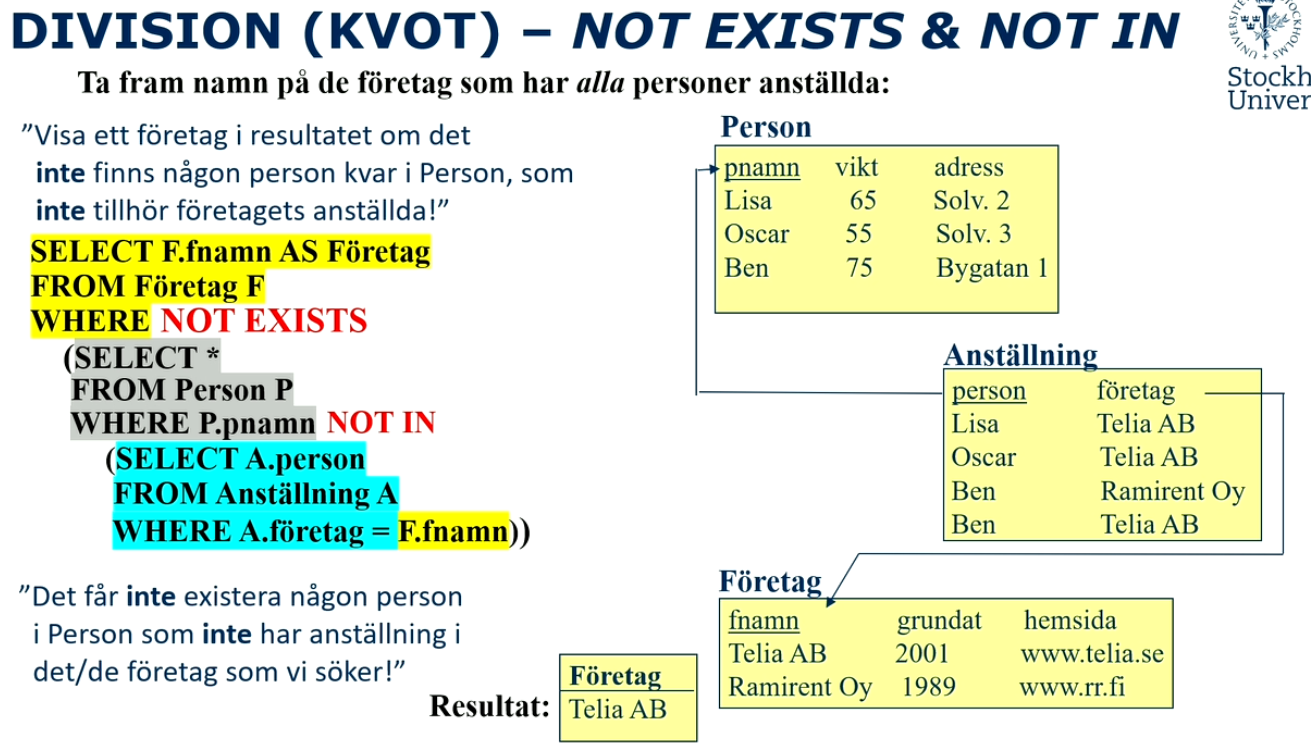 DIVISION (KVOT) – NOT EXISTS & NOT IN
Ta fram namn på de företag som har alla personer anställda:
”Visa ett företag i resultatet om det
inte finns någon person kvar i Person, som
inte tillhör företagets anställda!”
SELECT F.fnamn AS Företag
FROM Företag F
WHERE NOT EXISTS
(SELECT *
FROM Person P
WHERE P.pnamn NOT IN
(SELECT A.person
FROM Anställning A
WHERE A.företag = F.fnamn))
”Det får inte existera någon person
i Person som inte har anställning i
det/de företag som vi söker!”
Resultat:
Företag
Telia AB
Person
pnamn vikt adress
Lisa 65 Solv. 2
Oscar 55 Solv. 3
Ben 75 Bygatan 1
Anställning
person företag
Lisa Telia AB
Oscar Telia AB
Ben Ramirent Oy
Ben Telia AB
Företag
fnamn grundat hemsida
Telia AB 2001 www.telia.se
Ramirent Oy 1989 www.rr.fi
Stockh
Univer